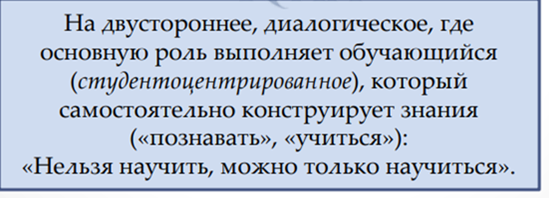 На двустороннее, диалогическое, где
основную роль выполняет обучающийся
(студентоцентрированное), который
самостоятельно конструирует знания
(«познавать», «учиться»):
«Нельзя научить, можно только научиться».